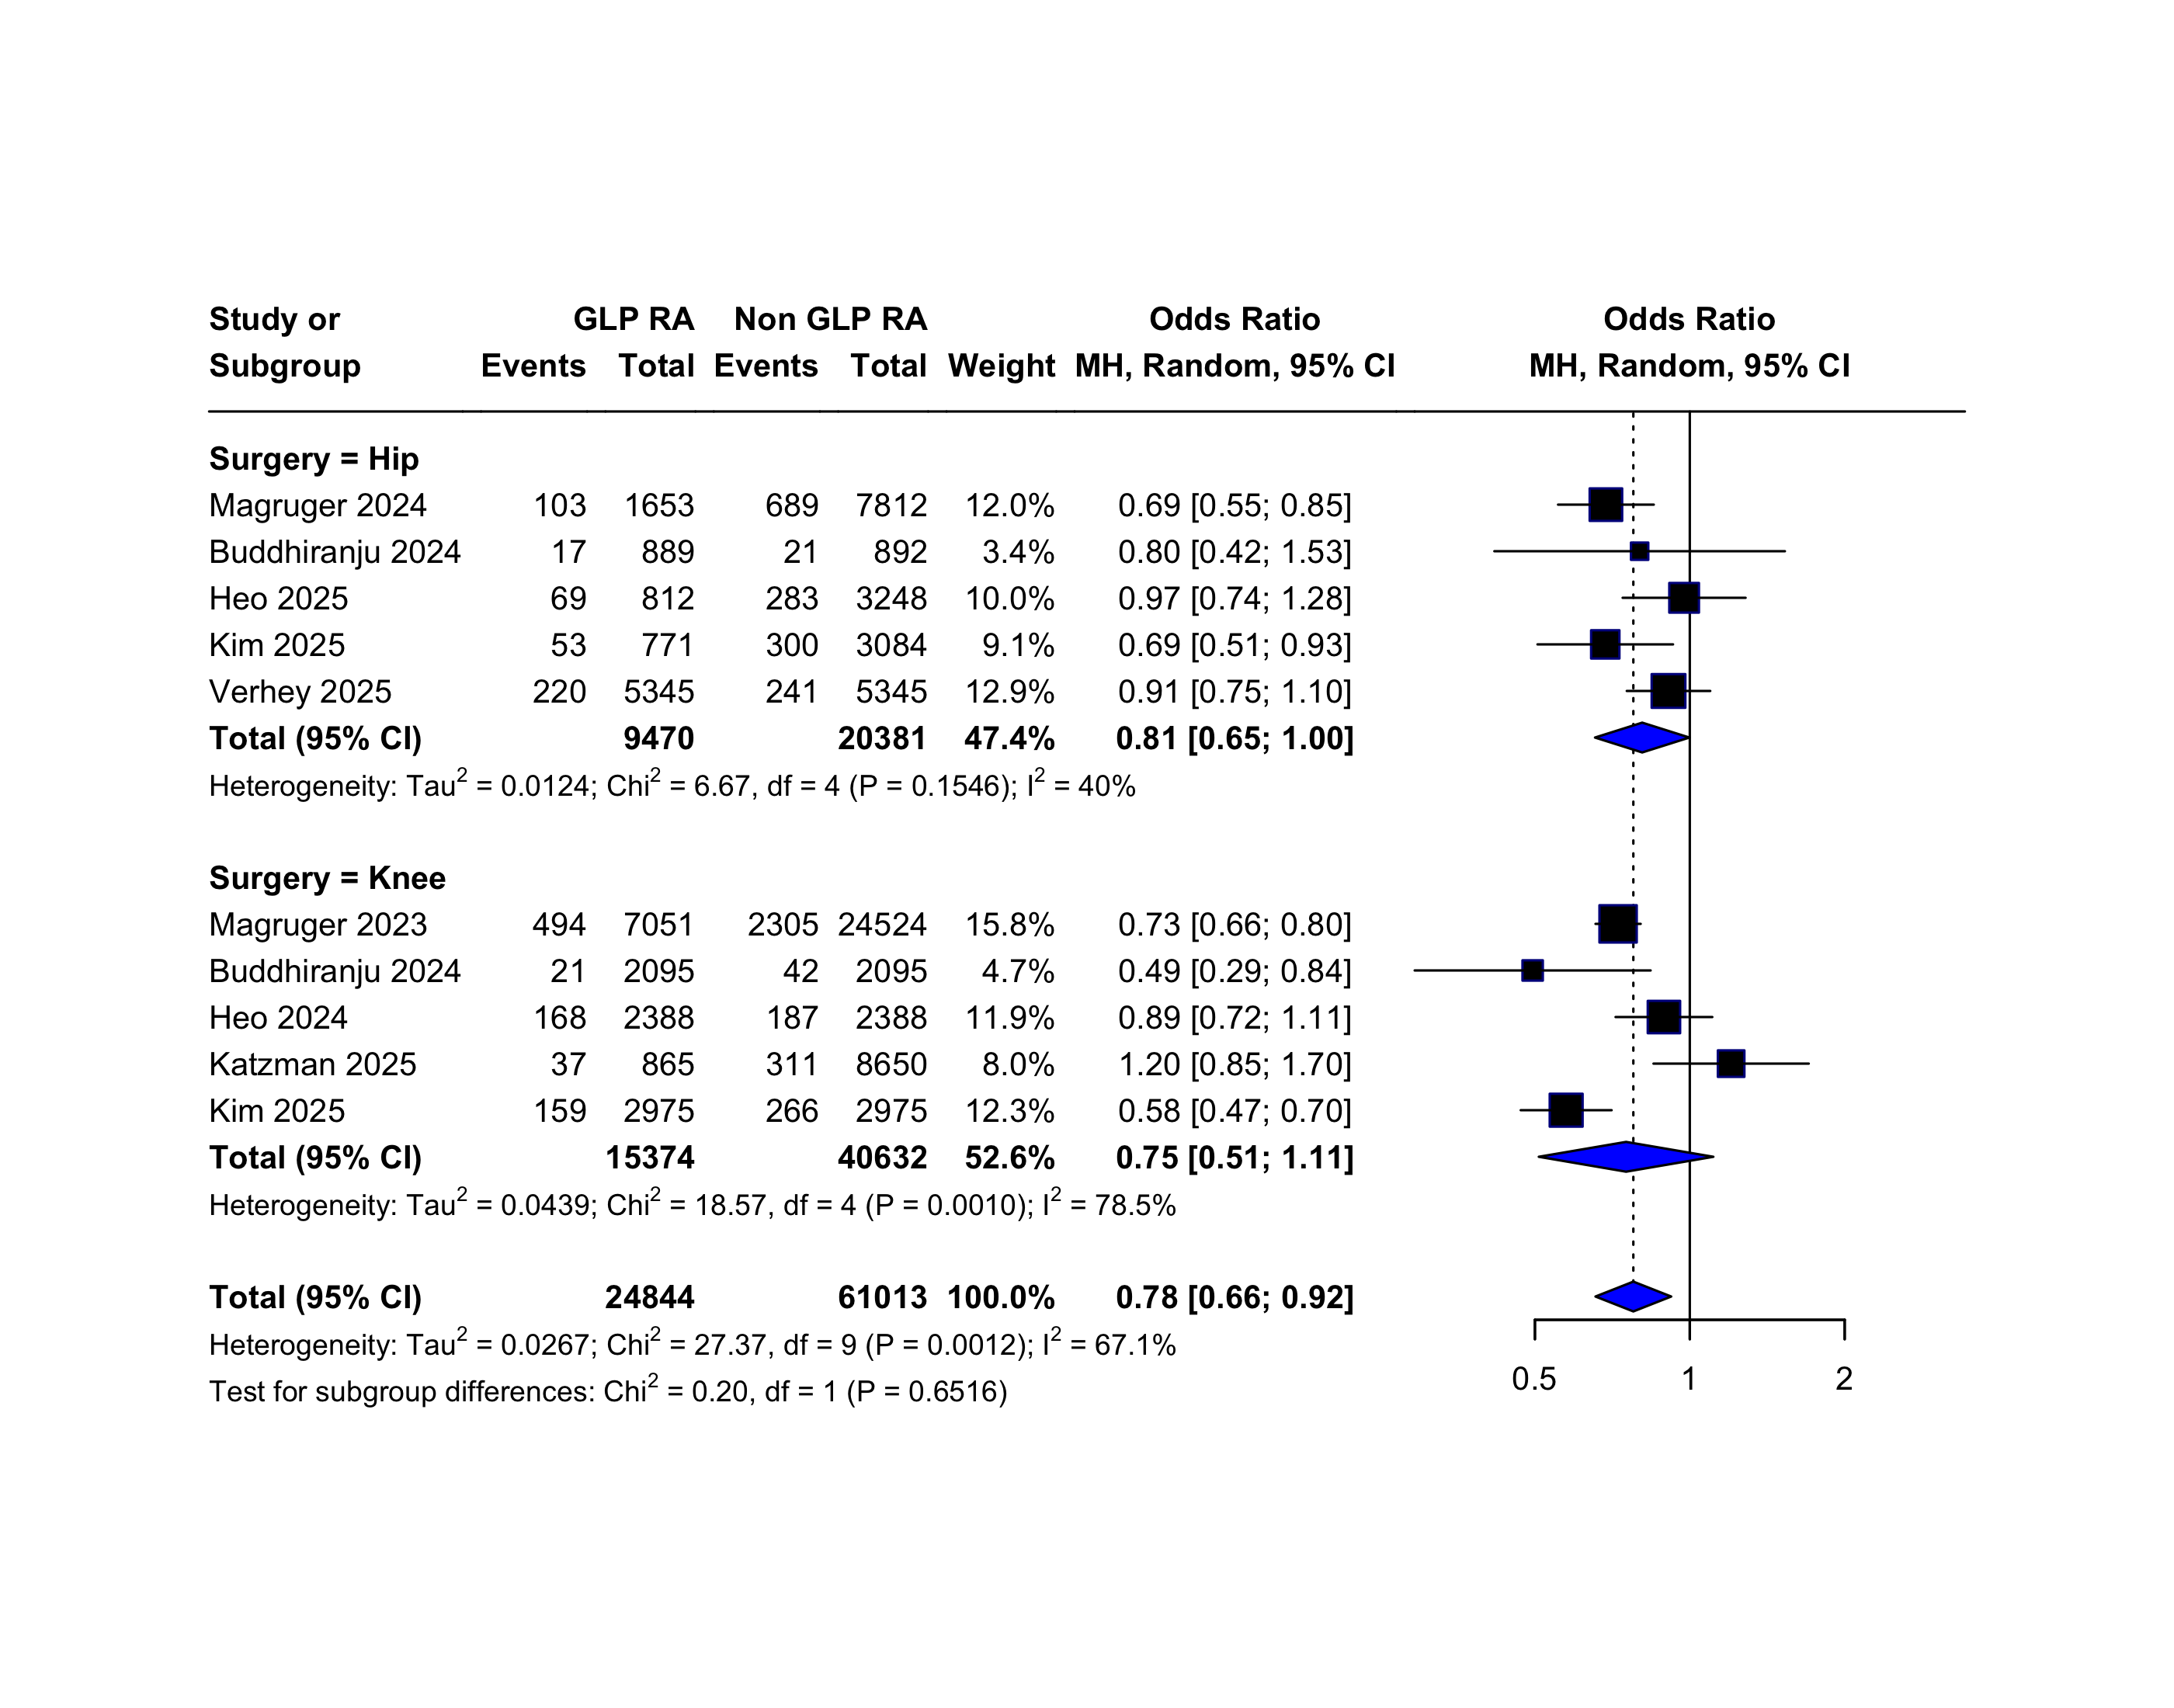 Study or GLP RA Non GLP RA Odds Ratio Odds Ratio
Subgroup Events Total Events Total Weight MH, Random, 95% CI MH, Random, 95% CI
Surgery = Hip
Magruger 2024 103 1653 689 7812 12.0% 0.69 [0.55; 0.85]
Buddhiranju 2024 17 889 21 892 3.4% 0.80 [0.42; 1.53]
Heo 2025 69 812 283 3248 10.0% 0.97 [0.74; 1.28]
Kim 2025 53 771 300 3084 9.1% 0.69 [0.51; 0.93]
Verhey 2025 220 5345 241 5345 12.9% 0.91 [0.75; 1.10]
Total (95% CI) 9470 20381 47.4% 0.81 [0.65; 1.00]
Heterogeneity: Tau² = 0.0124; Chi² = 6.67, df = 4 (P = 0.1546); I² = 40%
Surgery = Knee
Magruger 2023 494 7051 2305 24524 15.8% 0.73 [0.66; 0.80]
Buddhiranju 2024 21 2095 42 2095 4.7% 0.49 [0.29; 0.84]
Heo 2024 168 2388 187 2388 11.9% 0.89 [0.72; 1.11]
Katzman 2025 37 865 311 8650 8.0% 1.20 [0.85; 1.70]
Kim 2025 159 2975 266 2975 12.3% 0.58 [0.47; 0.70]
Total (95% CI) 15374 40632 52.6% 0.75 [0.51; 1.11]
Heterogeneity: Tau² = 0.0439; Chi² = 18.57, df = 4 (P = 0.0010); I² = 78.5%
Total (95% CI) 24844 61013 100.0% 0.78 [0.66; 0.92]
Heterogeneity: Tau² = 0.0267; Chi² = 27.37, df = 9 (P = 0.0012); I² = 67.1%
Test for subgroup differences: Chi² = 0.20, df = 1 (P = 0.6516)
0.5 1 2